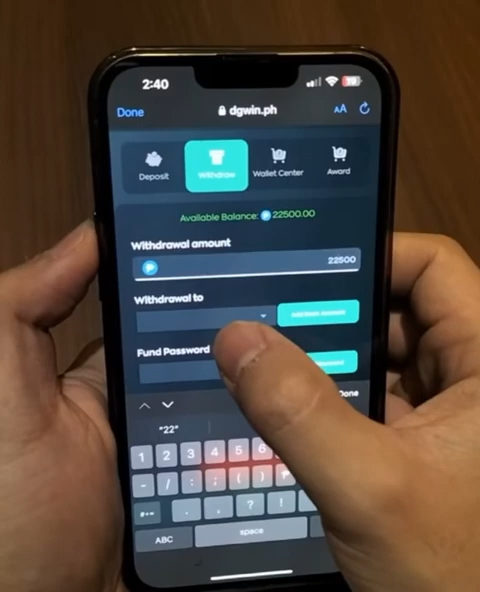 2:40
Done
dgwin.ph
AA
Deposit
Withdraw
Wallet Center
Award
Available Balance: 22500.00
Withdrawal amount
22500
Withdrawal to
Fund Password
Done
"22"
1 2 3 4 5 6
- / : ; ( ) ₱
#+= . , ? !
ABC
space